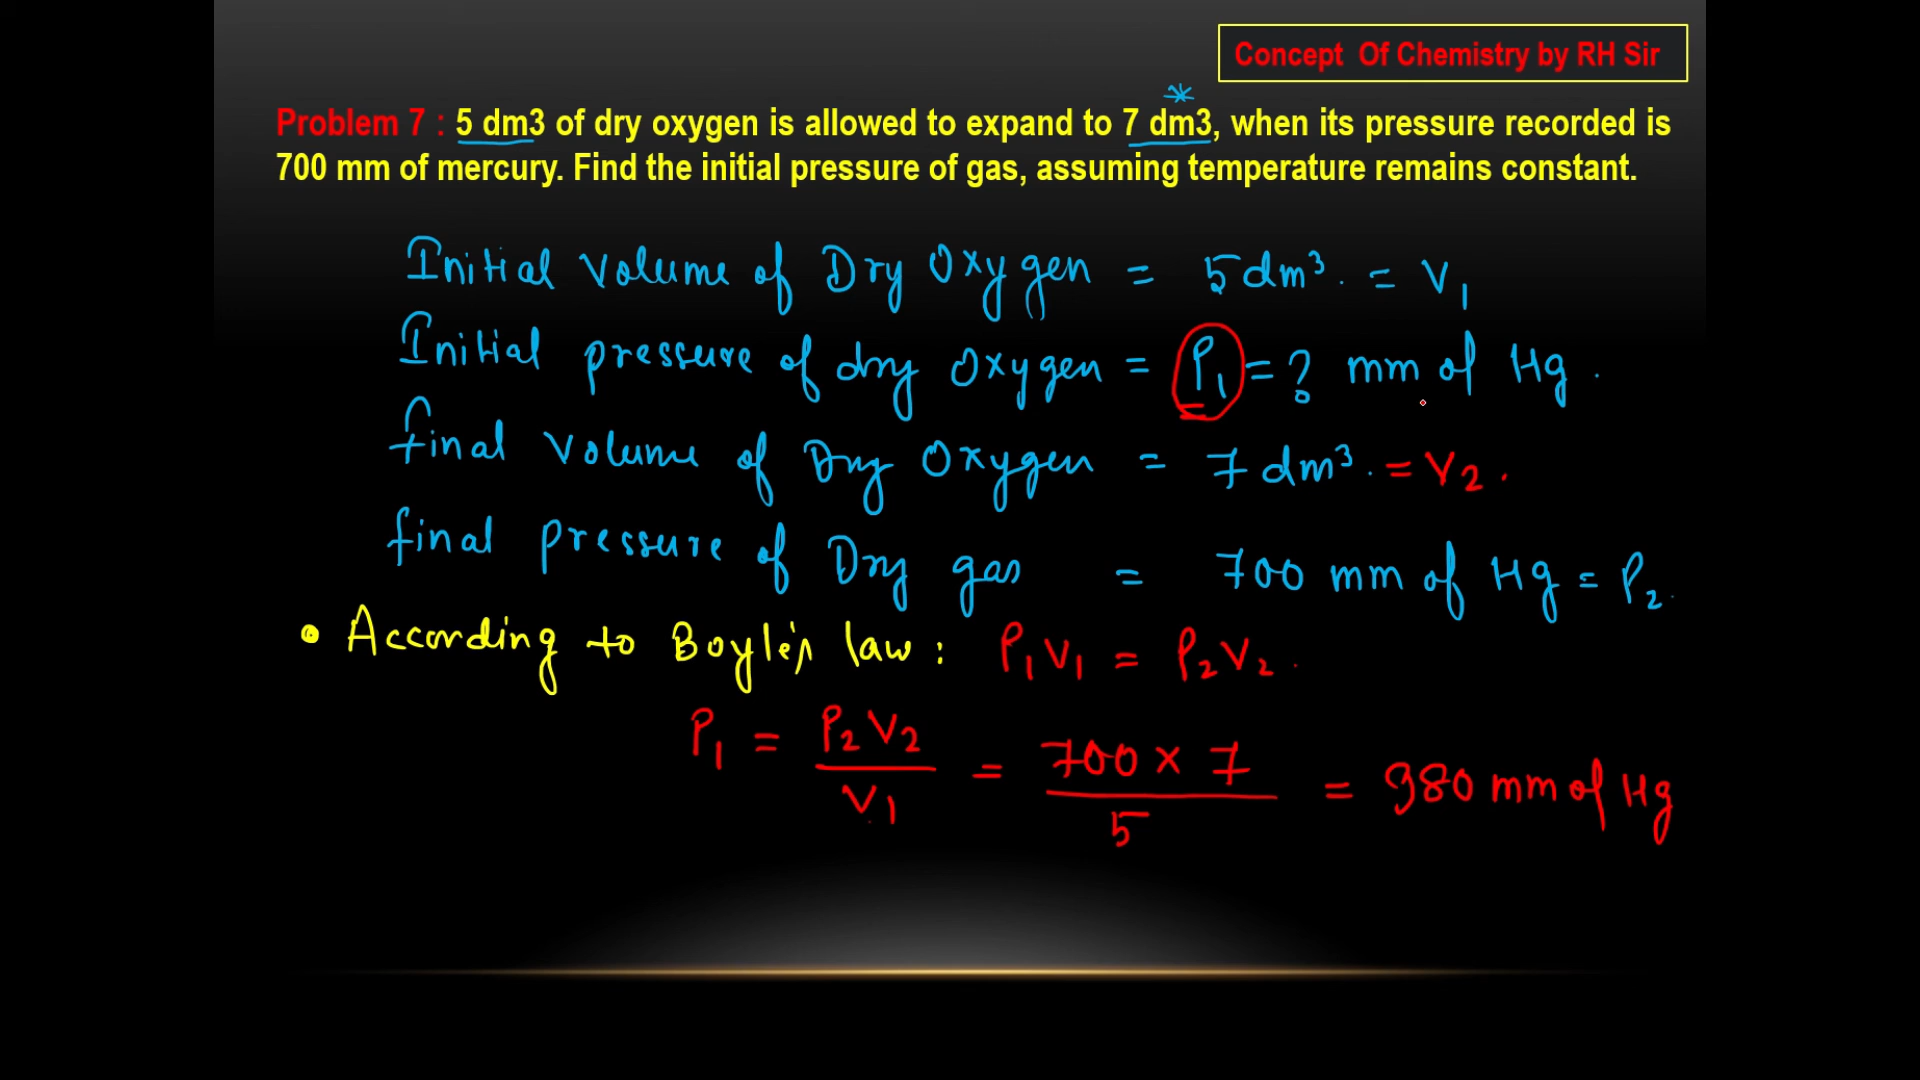 Concept Of Chemistry by RH Sir
Problem 7 : 5 dm3 of dry oxygen is allowed to expand to 7 dm3, when its pressure recorded is
700 mm of mercury. Find the initial pressure of gas, assuming temperature remains constant.
Initial Volume of Dry Oxygen = 5 dm³. = V₁
Initial pressure of dry Oxygen = P₁ = ? mm of Hg.
final Volume of Dry Oxygen = 7 dm³. = V₂.
final pressure of Dry gas = 700 mm of Hg = P₂.
• According to Boyle's law: P₁V₁ = P₂V₂.
P₁ = P₂V₂ / V₁ = 700 × 7 / 5 = 980 mm of Hg